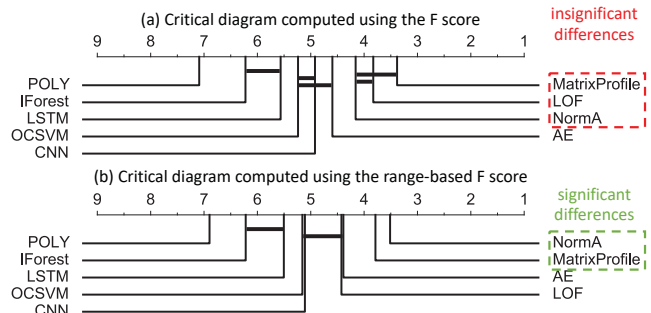 (a) Critical diagram computed using the F score
insignificant
differences
9 8 7 6 5 4 3 2 1
POLY MatrixProfile
IForest LOF
LSTM NormA
OCSVM AE
CNN
(b) Critical diagram computed using the range-based F score
9 8 7 6 5 4 3 2 1
significant
differences
POLY NormA
IForest MatrixProfile
LSTM AE
OCSVM LOF
CNN